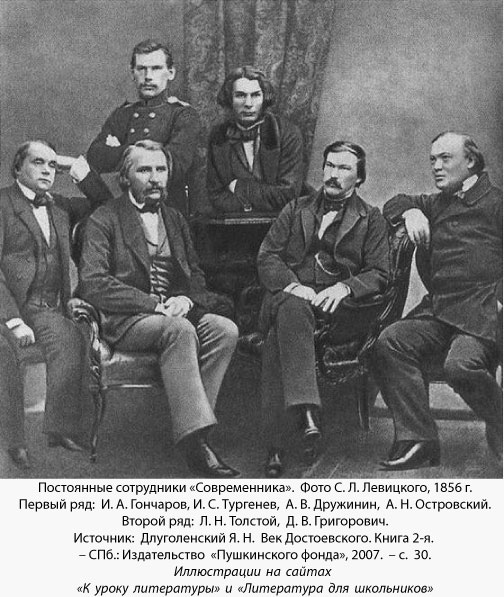 Постоянные сотрудники «Современника». Фото С. Л. Левицкого, 1856 г.
Первый ряд: И. А. Гончаров, И. С. Тургенев, А. В. Дружинин, А. Н. Островский.
Второй ряд: Л. Н. Толстой, Д. В. Григорович.
Источник: Длуголенский Я. Н. Век Достоевского. Книга 2-я.
– СПб.: Издательство «Пушкинского фонда», 2007. – с. 30.
Иллюстрации на сайтах
«К уроку литературы» и «Литература для школьников»